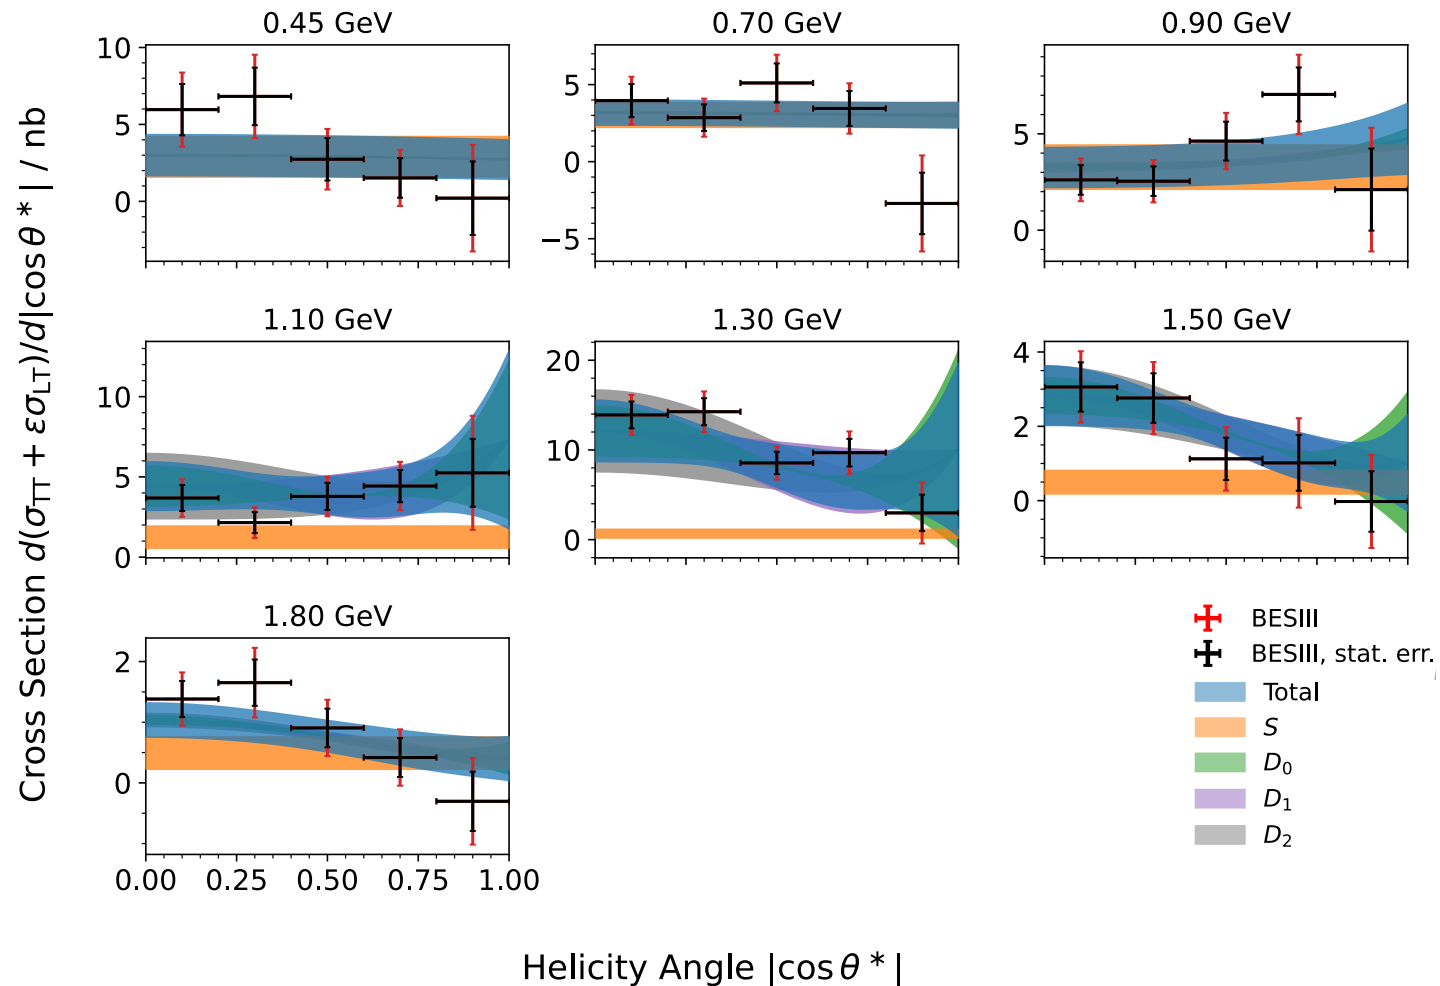 0.45 GeV
0.70 GeV
0.90 GeV
10
5
0
5
0
−5
5
0
1.10 GeV
1.30 GeV
1.50 GeV
10
5
0
20
10
0
4
2
0
1.80 GeV
2
0
0.00 0.25 0.50 0.75 1.00
BESIII
BESIII, stat. err.
Total
S
D₀
D₁
D₂
Cross Section d(σ_TT + εσ_LT)/d|cos θ *| / nb
Helicity Angle |cos θ *|